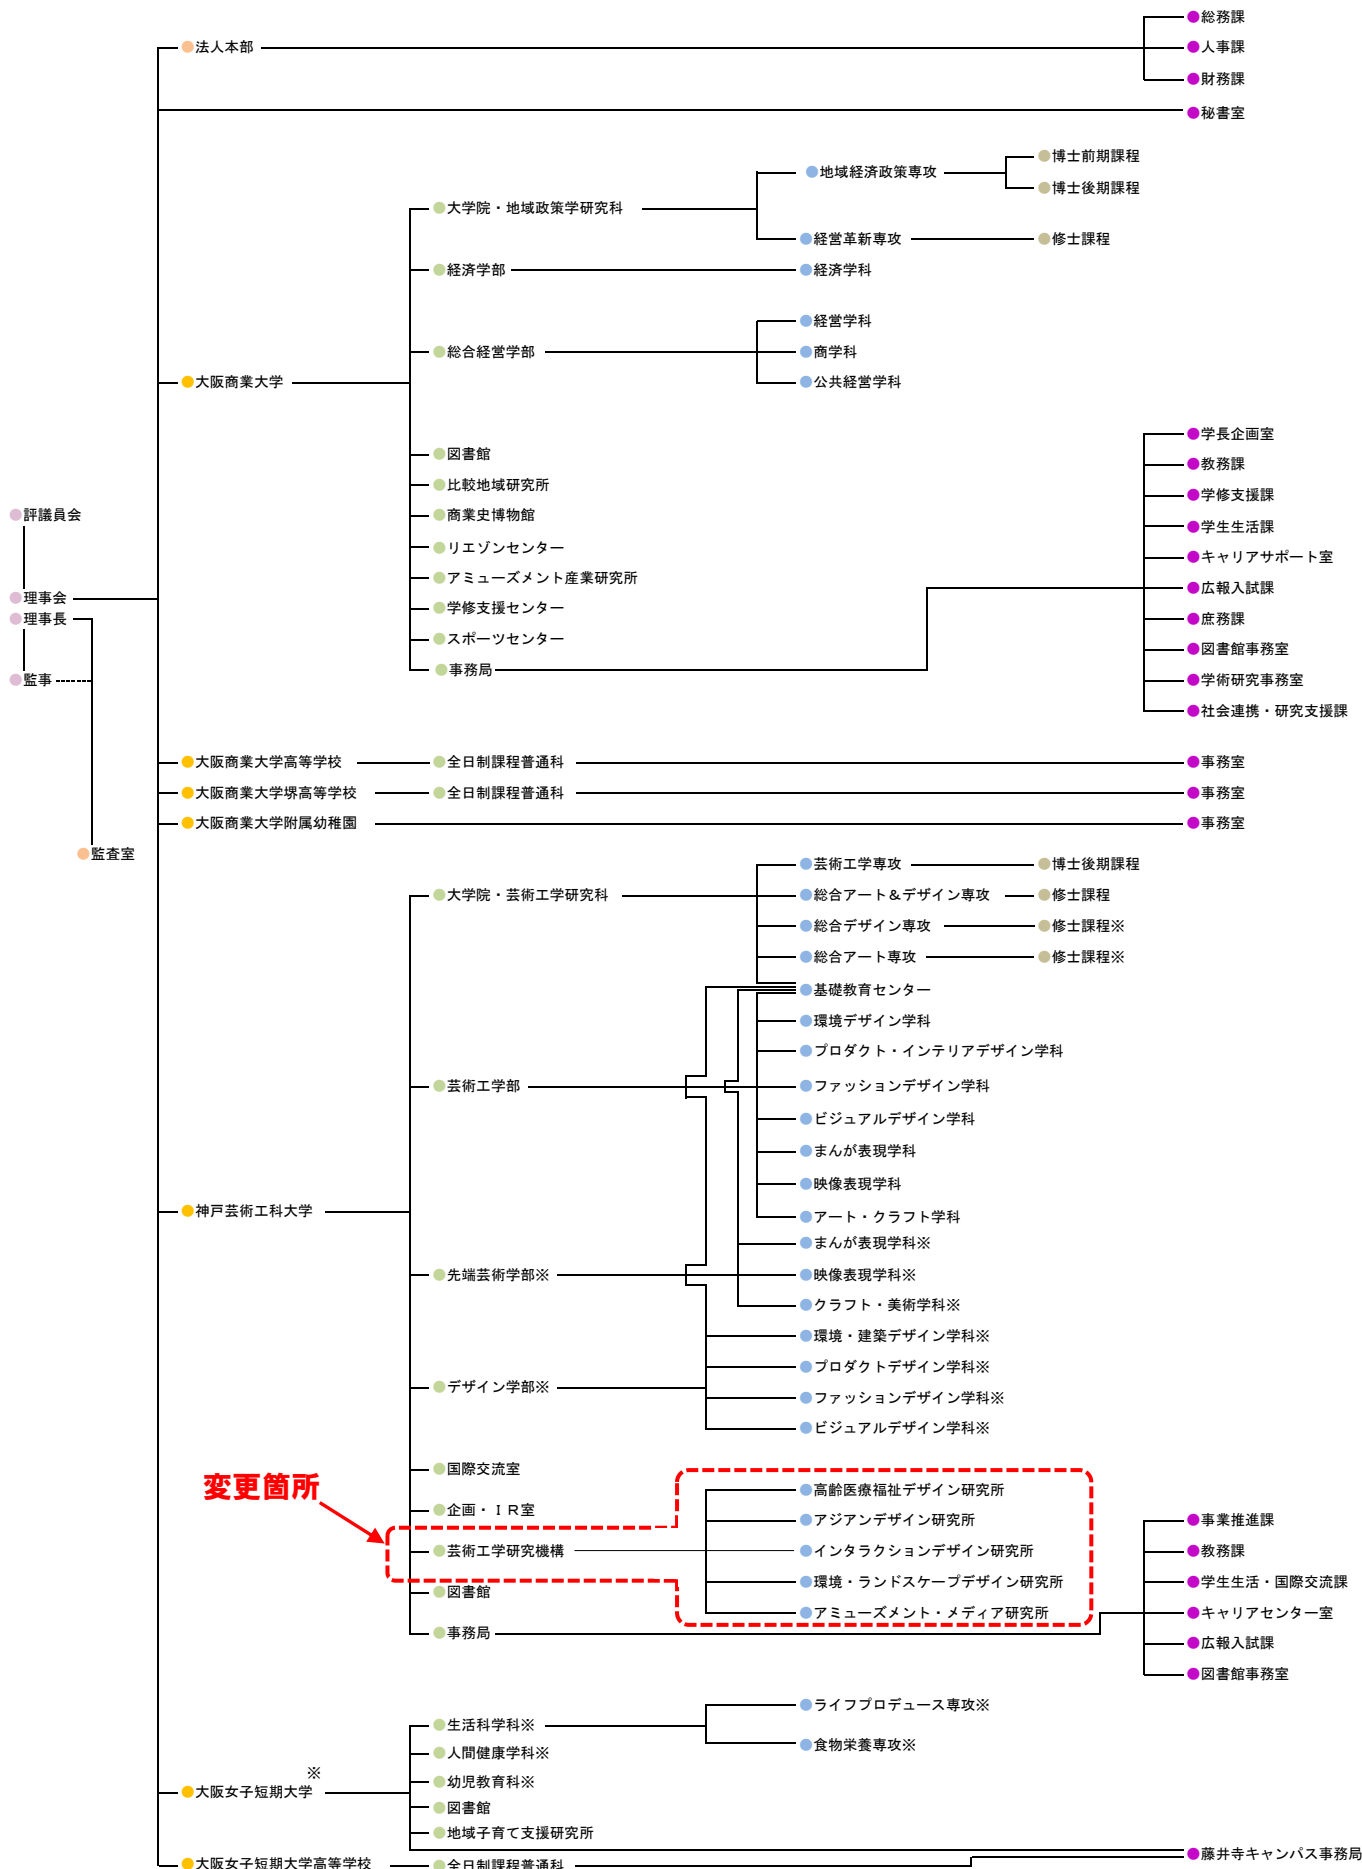 ●総務課
●法人本部
●人事課
●財務課
●秘書室
●博士前期課程
●地域経済政策専攻
●博士後期課程
●大学院・地域政策学研究科
●経営革新専攻
●修士課程
●経済学部
●経済学科
●経営学科
●総合経営学部
●商学科
●大阪商業大学
●公共経営学科
●学長企画室
●図書館
●教務課
●比較地域研究所
●学修支援課
●評議員会
●商業史博物館
●学生生活課
●リエゾンセンター
●キャリアサポート室
●アミューズメント産業研究所
●広報入試課
●理事会
●学修支援センター
●理事長
●庶務課
●スポーツセンター
●図書館事務室
●事務局
●監事
●学術研究事務室
●社会連携・研究支援課
●大阪商業大学高等学校
●全日制課程普通科
●事務室
●大阪商業大学堺高等学校
●全日制課程普通科
●事務室
●大阪商業大学附属幼稚園
●事務室
●監査室
●芸術工学専攻
●博士後期課程
●大学院・芸術工学研究科
●総合アート＆デザイン専攻
●修士課程
●総合デザイン専攻
●修士課程※
●総合アート専攻
●修士課程※
●基礎教育センター
●環境デザイン学科
●プロダクト・インテリアデザイン学科
●芸術工学部
●ファッションデザイン学科
●ビジュアルデザイン学科
●まんが表現学科
●映像表現学科
●神戸芸術工科大学
●アート・クラフト学科
●まんが表現学科※
●先端芸術学部※
●映像表現学科※
●クラフト・美術学科※
●環境・建築デザイン学科※
●プロダクトデザイン学科※
●デザイン学部※
●ファッションデザイン学科※
●ビジュアルデザイン学科※
●国際交流室
変更箇所
●高齢医療福祉デザイン研究所
●企画・ＩＲ室
●アジアンデザイン研究所
●事業推進課
●芸術工学研究機構
●インタラクションデザイン研究所
●教務課
●環境・ランドスケープデザイン研究所
●学生生活・国際交流課
●図書館
●アミューズメント・メディア研究所
●キャリアセンター室
●事務局
●広報入試課
●図書館事務室
●ライフプロデュース専攻※
●生活科学科※
●食物栄養専攻※
●人間健康学科※
※
●幼児教育科※
●大阪女子短期大学
●図書館
●地域子育て支援研究所
●藤井寺キャンパス事務局
●大阪女子短期大学高等学校
●全日制課程普通科